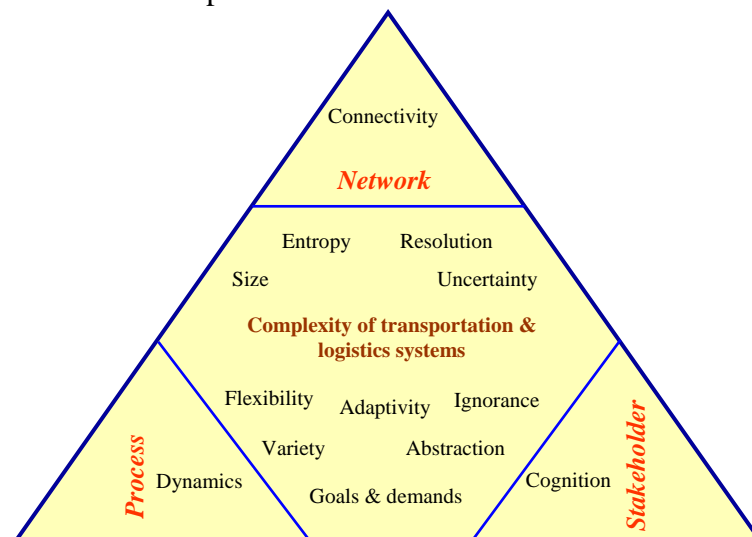 Connectivity
Network
Entropy Resolution
Size Uncertainty
Complexity of transportation &
logistics systems
Flexibility Adaptivity Ignorance
Variety Abstraction
Process Dynamics Cognition Stakeholder
Goals & demands